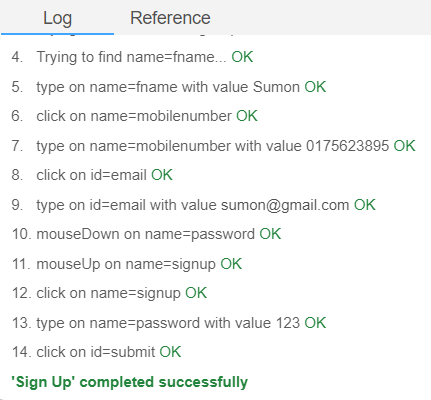 Log Reference
4. Trying to find name=fname... OK
5. type on name=fname with value Sumon OK
6. click on name=mobilenumber OK
7. type on name=mobilenumber with value 0175623895 OK
8. click on id=email OK
9. type on id=email with value sumon@gmail.com OK
10. mouseDown on name=password OK
11. mouseUp on name=signup OK
12. click on name=signup OK
13. type on name=password with value 123 OK
14. click on id=submit OK
'Sign Up' completed successfully